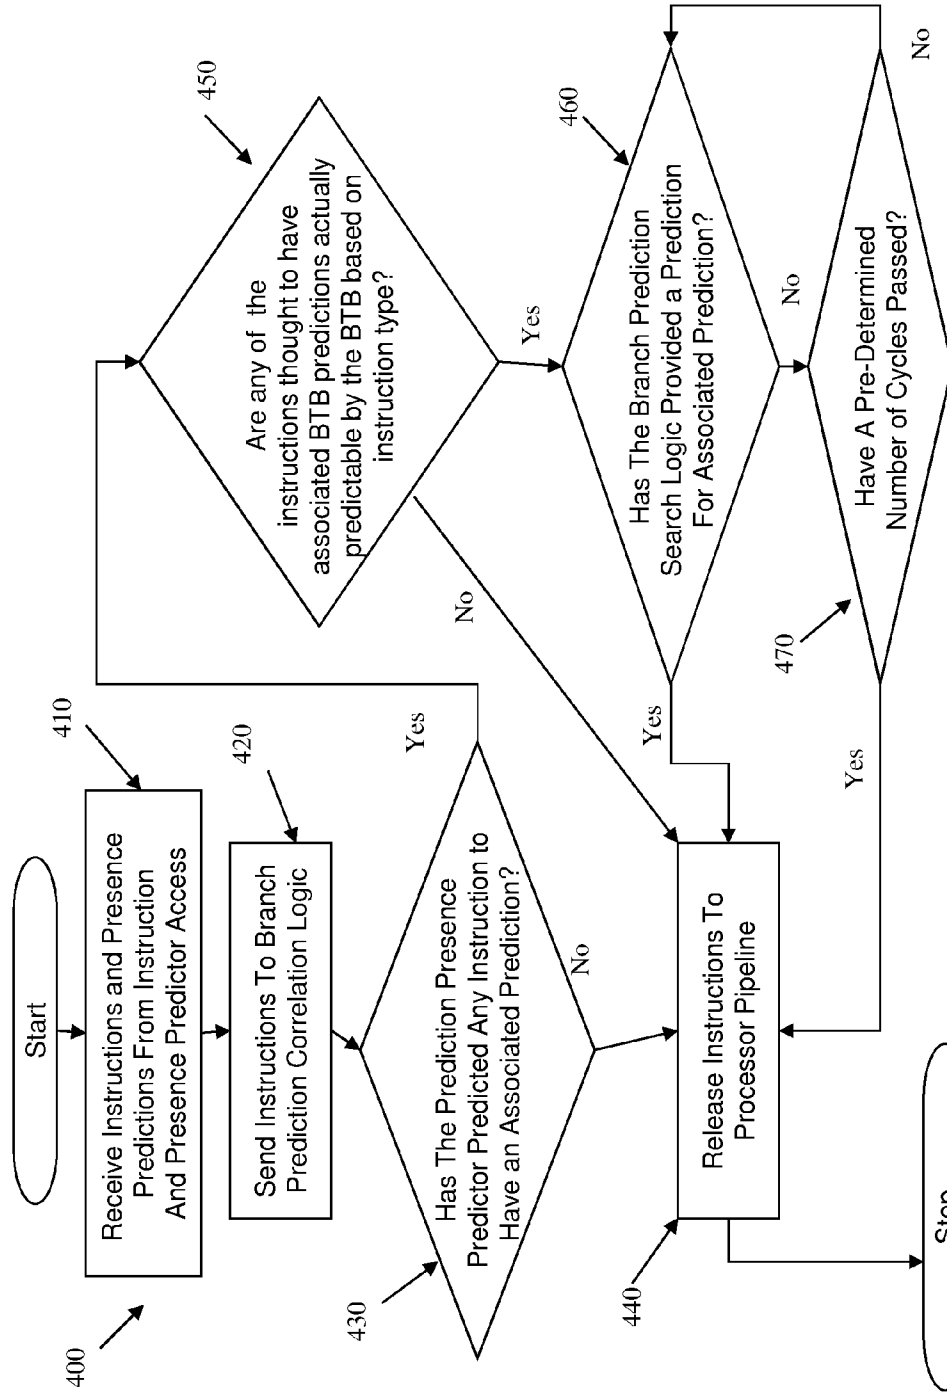 400
Start
410
Receive Instructions and Presence
Predictions From Instruction
And Presence Predictor Access
420
Send Instructions To Branch
Prediction Correlation Logic
430
Has The Prediction Presence
Predictor Predicted Any Instruction to
Have an Associated Prediction?
Yes
No
450
Are any of the
instructions thought to have
associated BTB predictions actually
predictable by the BTB based on
instruction type?
No
Yes
460
Has The Branch Prediction
Search Logic Provided a Prediction
For Associated Prediction?
Yes
No
470
Have A Pre-Determined
Number of Cycles Passed?
Yes
No
440
Release Instructions To
Processor Pipeline
Stop